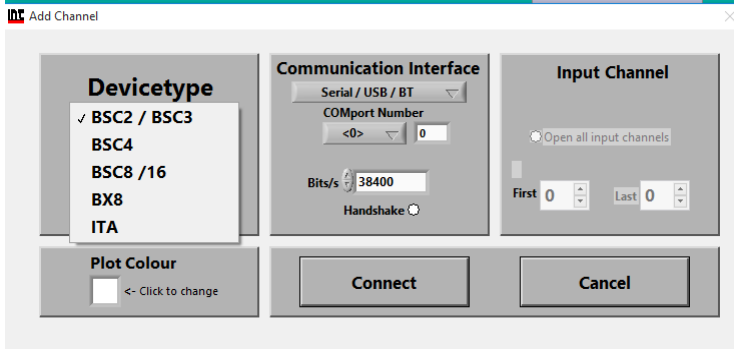 Add Channel
Devicetype
✓ BSC2 / BSC3
BSC4
BSC8 /16
BX8
ITA
Communication Interface
Serial / USB / BT
COMport Number
<0> 0
Bits/s 38400
Handshake
Input Channel
Open all input channels
First 0 Last 0
Plot Colour
<- Click to change
Connect
Cancel